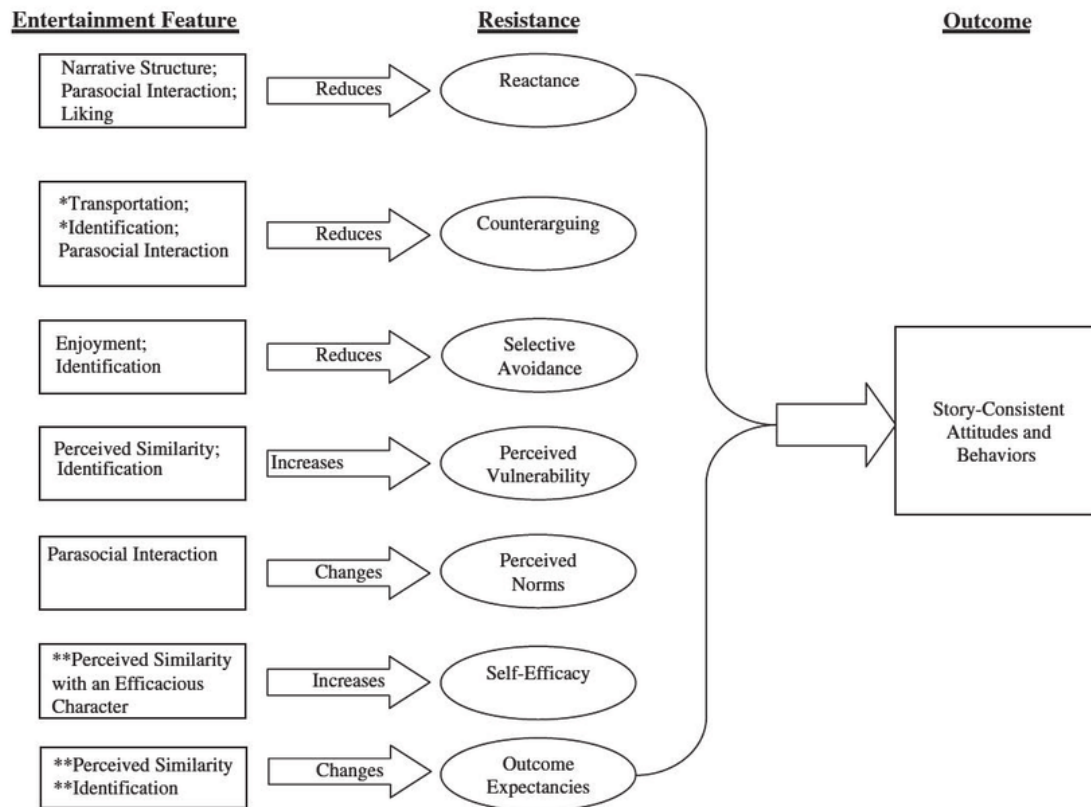 Entertainment Feature
Resistance
Outcome
Narrative Structure;
Parasocial Interaction;
Liking
Reduces
Reactance
*Transportation;
*Identification;
Parasocial Interaction
Reduces
Counterarguing
Enjoyment;
Identification
Reduces
Selective
Avoidance
Story-Consistent
Attitudes and
Behaviors
Perceived Similarity;
Identification
Increases
Perceived
Vulnerability
Parasocial Interaction
Changes
Perceived
Norms
**Perceived Similarity
with an Efficacious
Character
Increases
Self-Efficacy
**Perceived Similarity
**Identification
Changes
Outcome
Expectancies